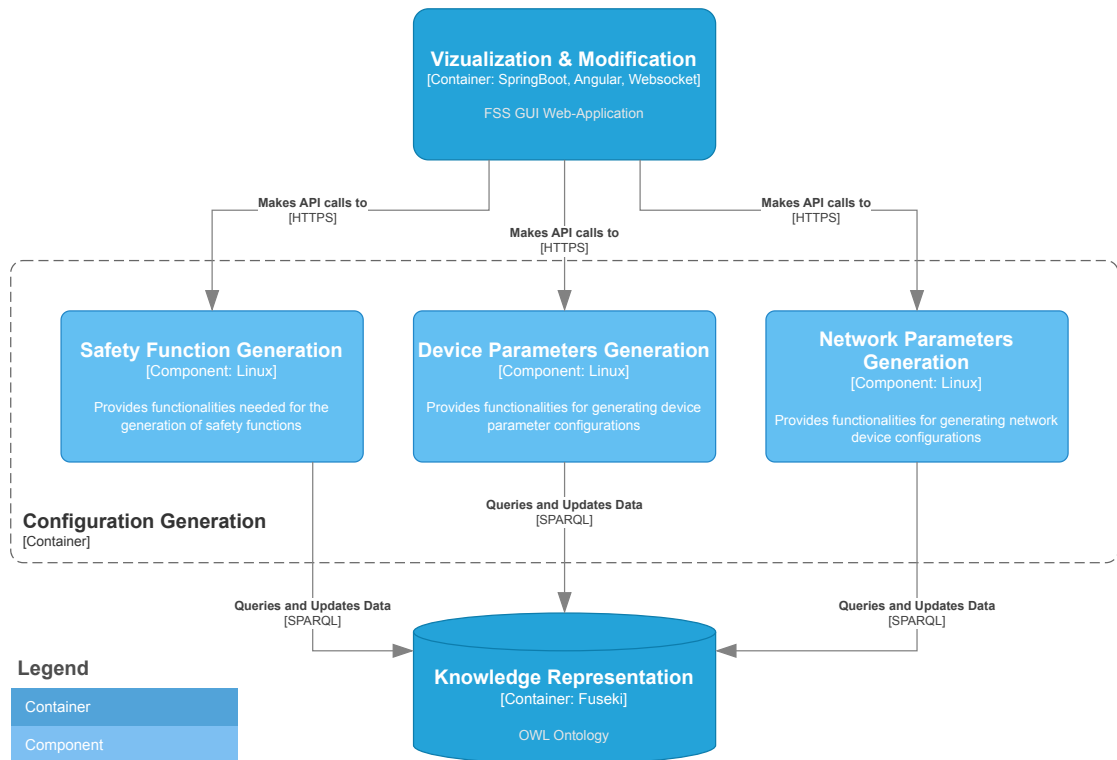 Vizualization & Modification
[Container: SpringBoot, Angular, Websocket]
FSS GUI Web-Application
Makes API calls to
[HTTPS]
Makes API calls to
[HTTPS]
Makes API calls to
[HTTPS]
Safety Function Generation
[Component: Linux]
Provides functionalities needed for the
generation of safety functions
Device Parameters Generation
[Component: Linux]
Provides functionalities for generating device
parameter configurations
Network Parameters
Generation
[Component: Linux]
Provides functionalities for generating network
device configurations
Configuration Generation
[Container]
Queries and Updates Data
[SPARQL]
Queries and Updates Data
[SPARQL]
Queries and Updates Data
[SPARQL]
Knowledge Representation
[Container: Fuseki]
OWL Ontology
Legend
Container
Component